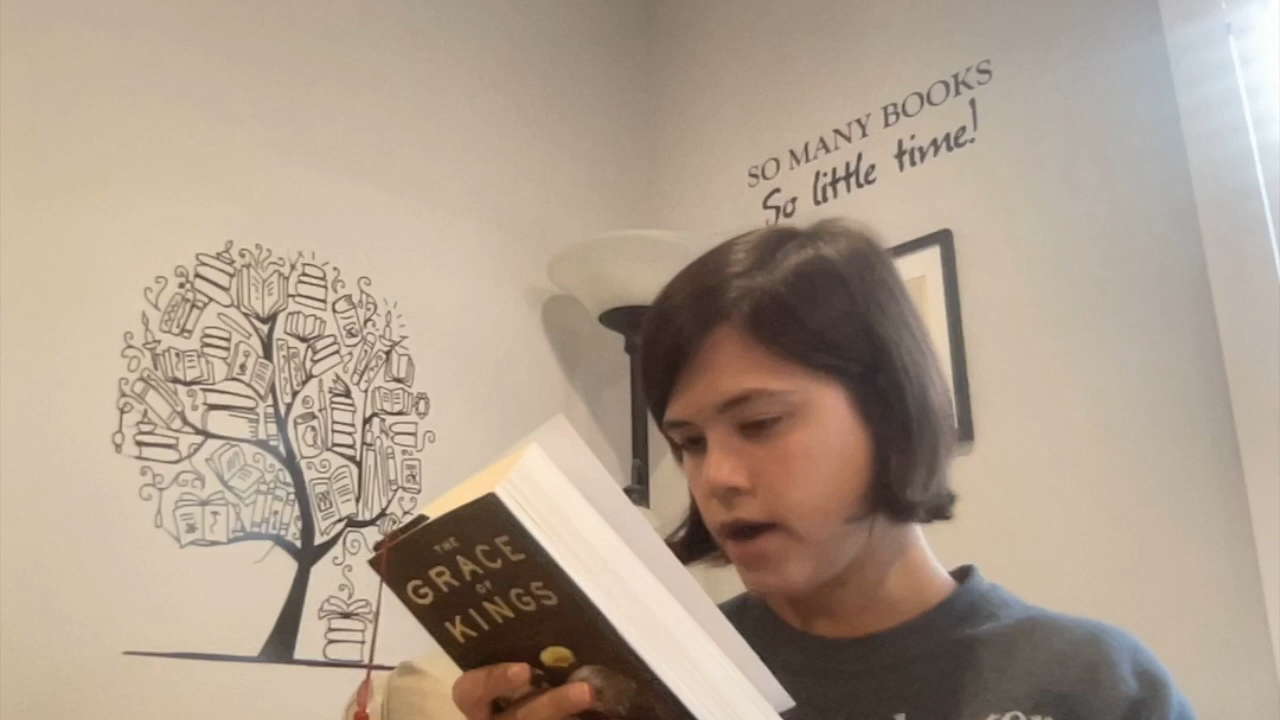 SO MANY BOOKS
So little time!
THE
GRACE
OF
KINGS